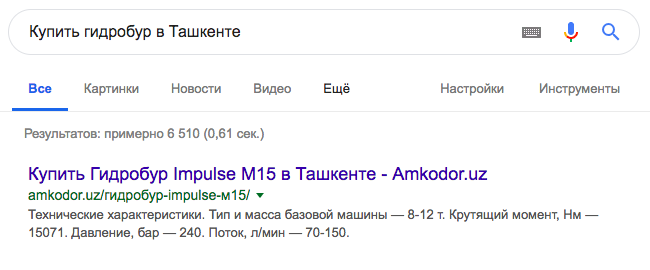 Купить гидробур в Ташкенте
Все Картинки Новости Видео Ещё Настройки Инструменты
Результатов: примерно 6 510 (0,61 сек.)
Купить Гидробур Impulse M15 в Ташкенте - Amkodor.uz
amkodor.uz/гидробур-impulse-м15/
Технические характеристики. Тип и масса базовой машины — 8-12 т. Крутящий момент, Нм —
15071. Давление, бар — 240. Поток, л/мин — 70-150.